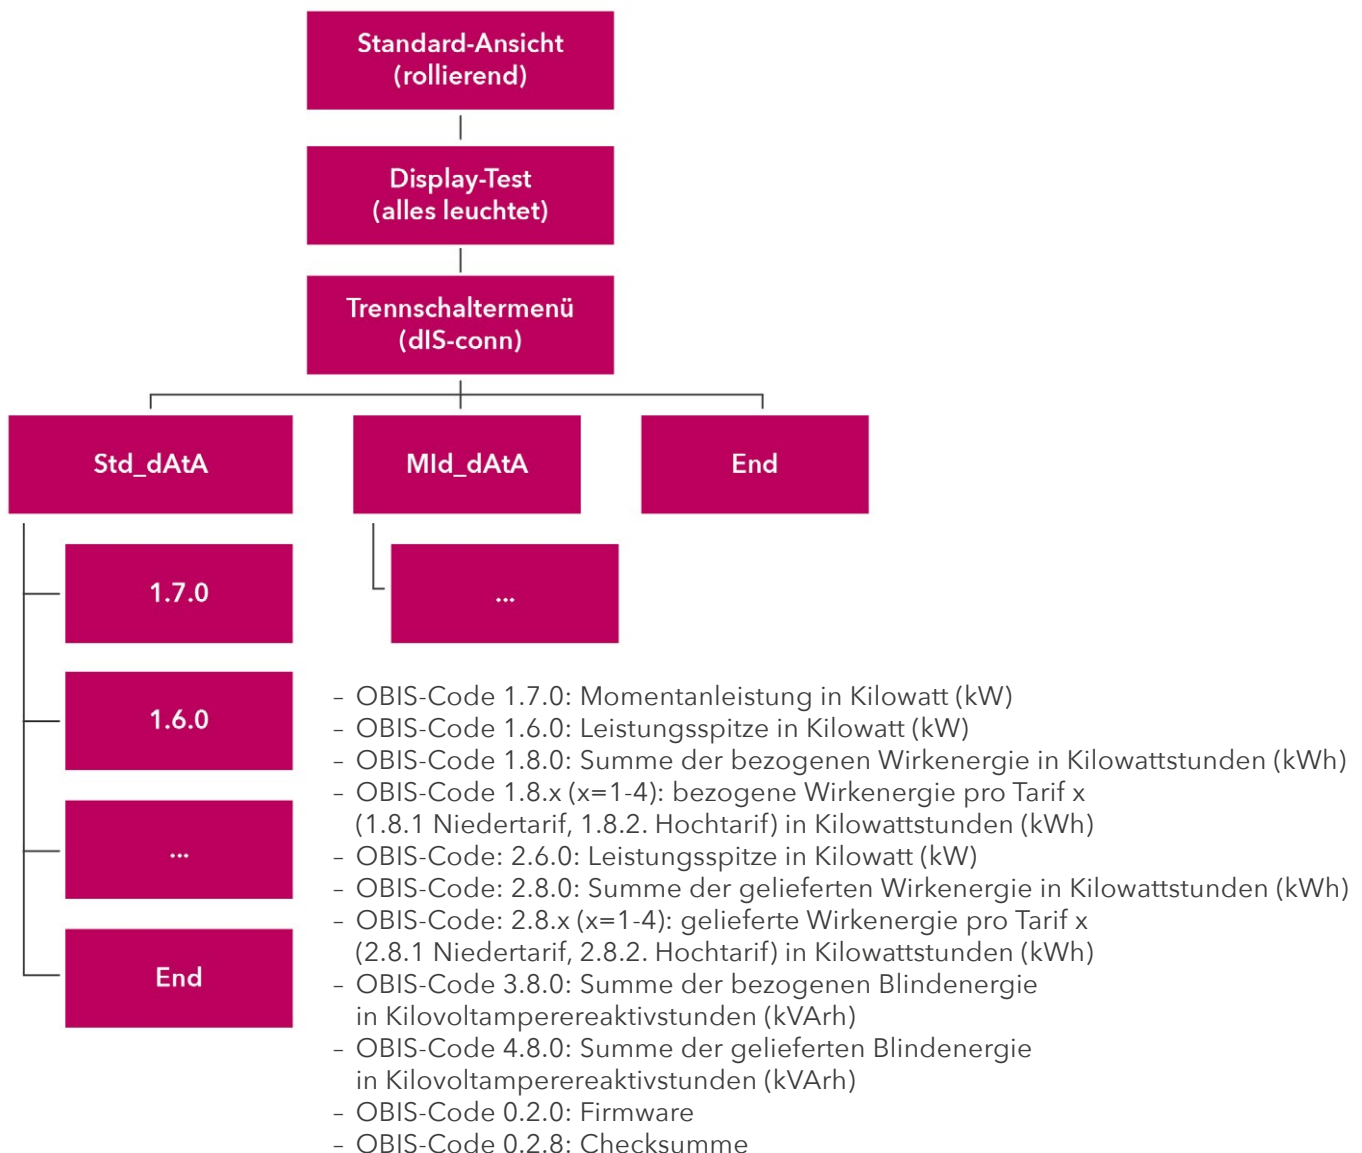 Standard-Ansicht
(rollierend)
Display-Test
(alles leuchtet)
Trennschaltermenü
(dIS-conn)
Std_dAtA
MId_dAtA
End
1.7.0
...
1.6.0
...
End
– OBIS-Code 1.7.0: Momentanleistung in Kilowatt (kW)
– OBIS-Code 1.6.0: Leistungsspitze in Kilowatt (kW)
– OBIS-Code 1.8.0: Summe der bezogenen Wirkenergie in Kilowattstunden (kWh)
– OBIS-Code 1.8.x (x=1-4): bezogene Wirkenergie pro Tarif x
(1.8.1 Niedertarif, 1.8.2. Hochtarif) in Kilowattstunden (kWh)
– OBIS-Code: 2.6.0: Leistungsspitze in Kilowatt (kW)
– OBIS-Code: 2.8.0: Summe der gelieferten Wirkenergie in Kilowattstunden (kWh)
– OBIS-Code: 2.8.x (x=1-4): gelieferte Wirkenergie pro Tarif x
(2.8.1 Niedertarif, 2.8.2. Hochtarif) in Kilowattstunden (kWh)
– OBIS-Code 3.8.0: Summe der bezogenen Blindenergie
in Kilovoltamperereaktivstunden (kVArh)
– OBIS-Code 4.8.0: Summe der gelieferten Blindenergie
in Kilovoltamperereaktivstunden (kVArh)
– OBIS-Code 0.2.0: Firmware
– OBIS-Code 0.2.8: Checksumme